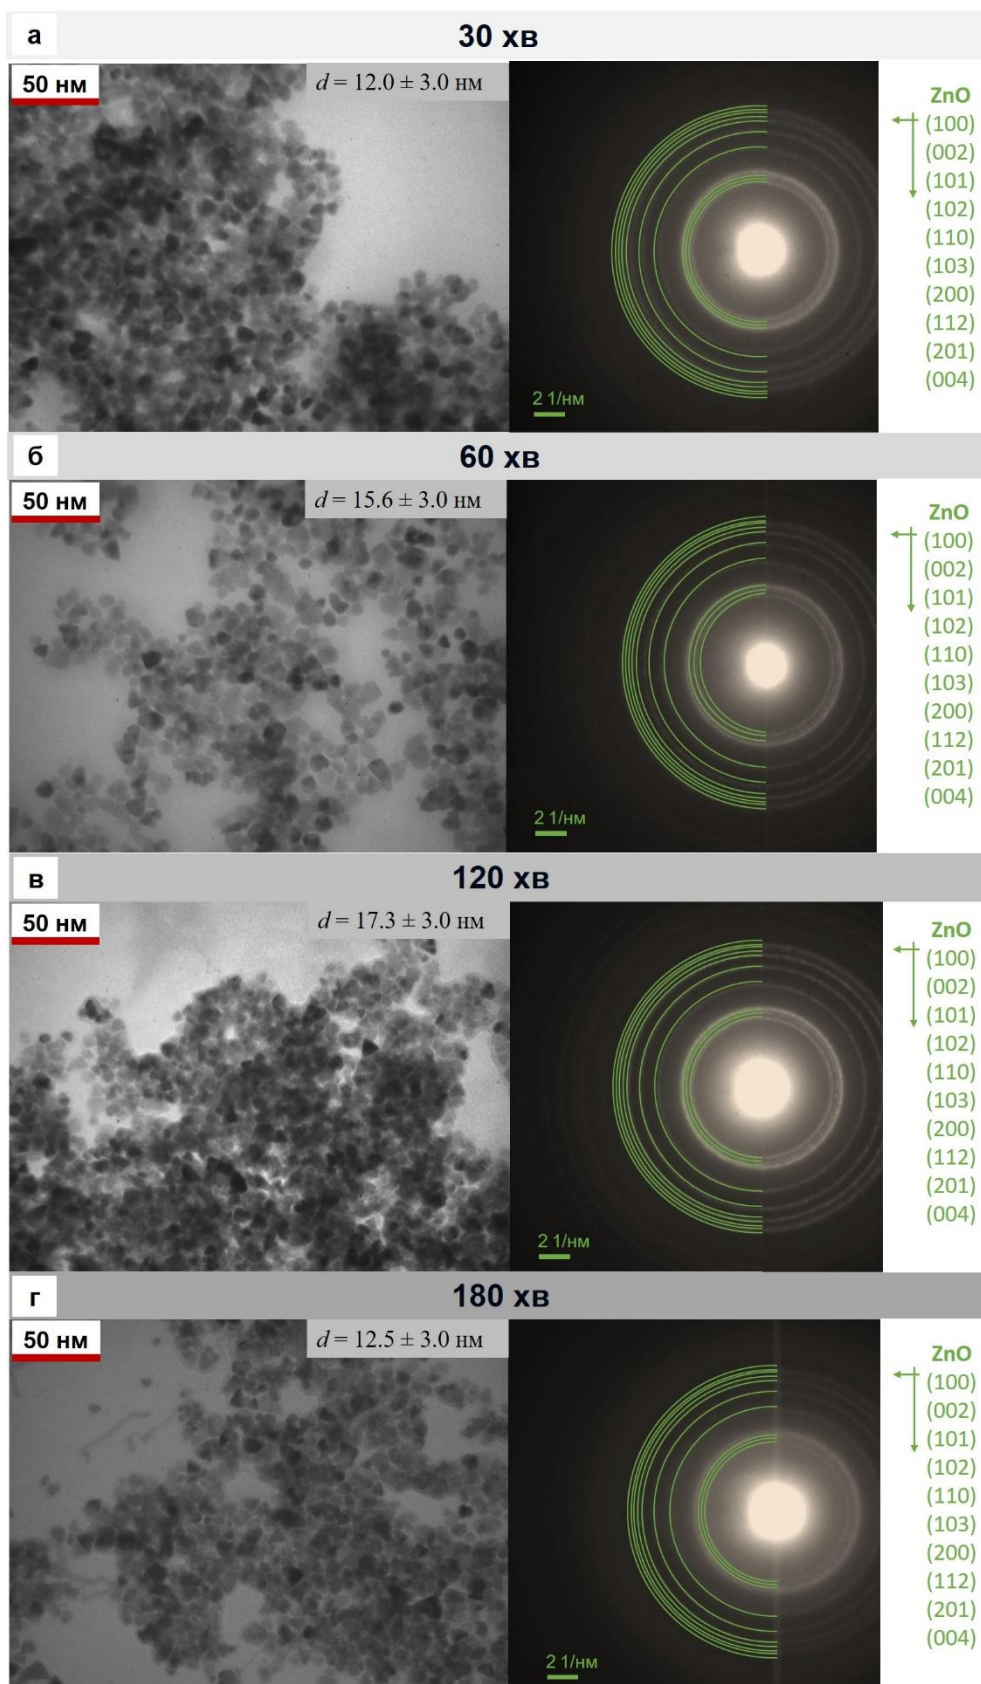 а
30 хв
50 нм
d = 12.0 ± 3.0 нм
2 1/нм
ZnO
(100)
(002)
(101)
(102)
(110)
(103)
(200)
(112)
(201)
(004)
б
60 хв
50 нм
d = 15.6 ± 3.0 нм
2 1/нм
ZnO
(100)
(002)
(101)
(102)
(110)
(103)
(200)
(112)
(201)
(004)
в
120 хв
50 нм
d = 17.3 ± 3.0 нм
2 1/нм
ZnO
(100)
(002)
(101)
(102)
(110)
(103)
(200)
(112)
(201)
(004)
г
180 хв
50 нм
d = 12.5 ± 3.0 нм
2 1/нм
ZnO
(100)
(002)
(101)
(102)
(110)
(103)
(200)
(112)
(201)
(004)